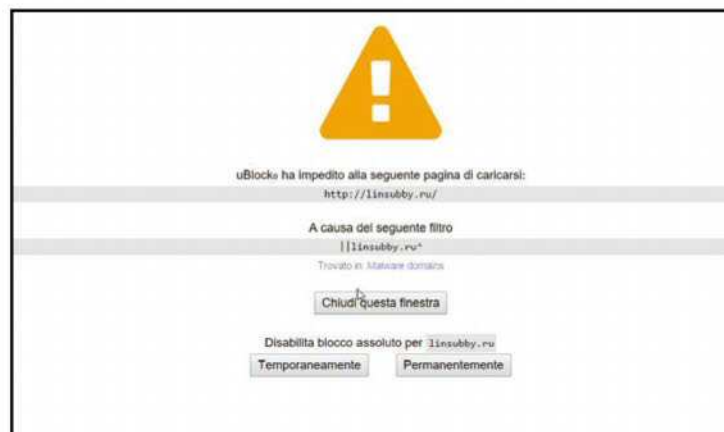 uBlock₀ ha impedito alla seguente pagina di caricarsi:
http://linsubby.ru/
A causa del seguente filtro
||linsubby.ru^
Trovato in: Malware domains
Chiudi questa finestra
Disabilita blocco assoluto per linsubby.ru
Temporaneamente Permanentemente